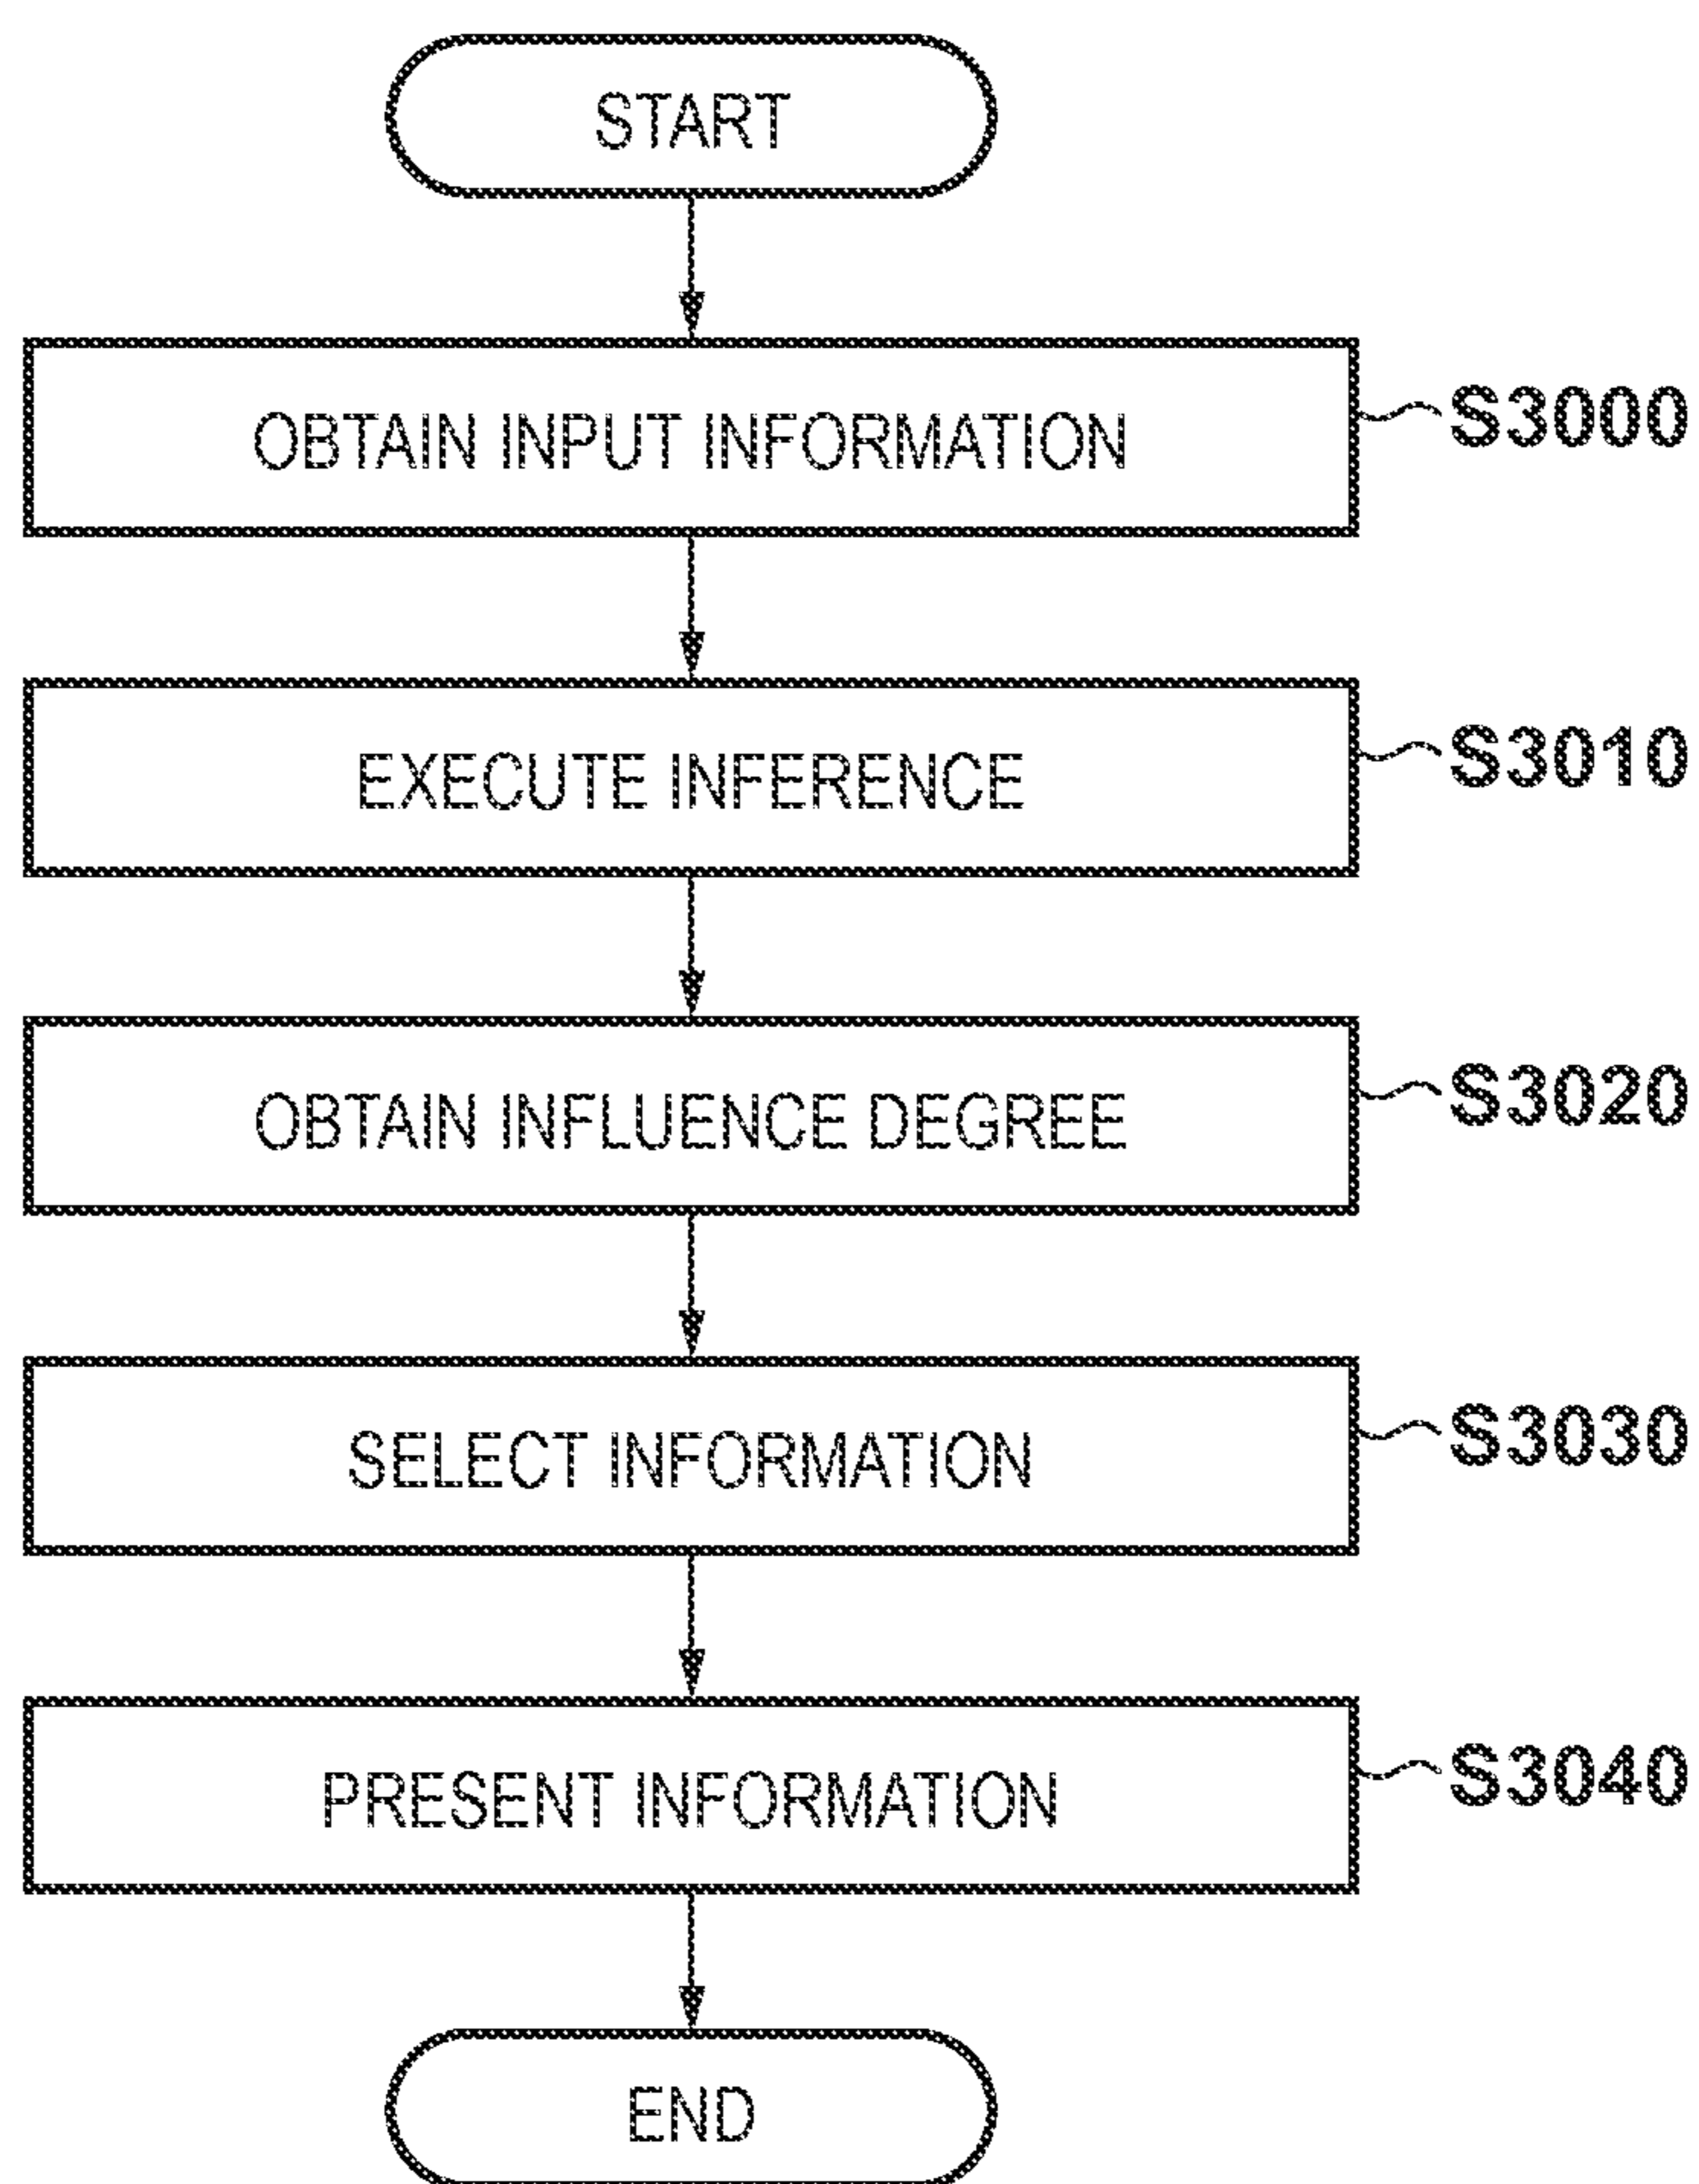 START
OBTAIN INPUT INFORMATION
S3000
EXECUTE INFERENCE
S3010
OBTAIN INFLUENCE DEGREE
S3020
SELECT INFORMATION
S3030
PRESENT INFORMATION
S3040
END